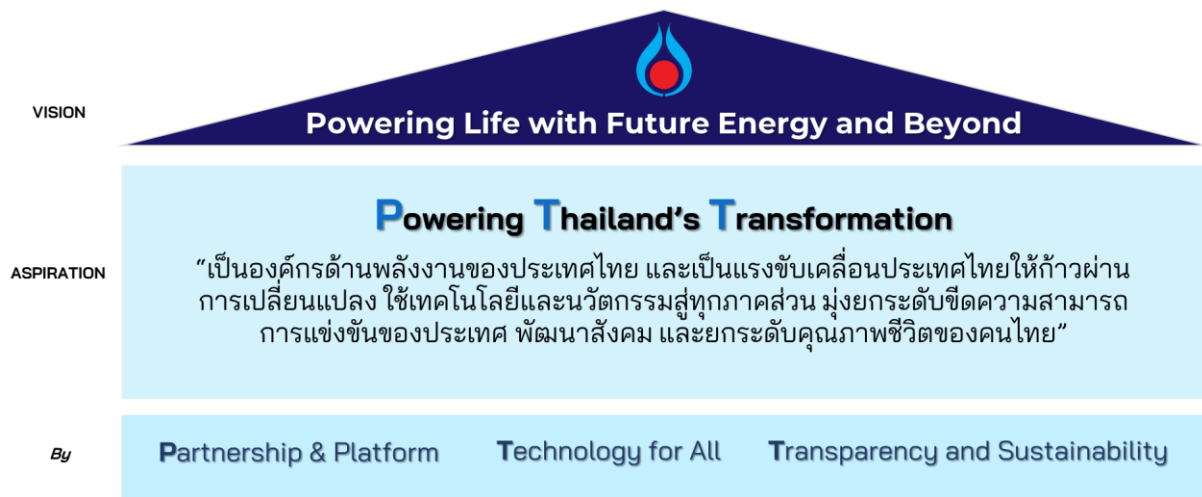 VISION
Powering Life with Future Energy and Beyond
ASPIRATION
Powering Thailand's Transformation
“เป็นองค์กรด้านพลังงานของประเทศไทย และเป็นแรงขับเคลื่อนประเทศไทยให้ก้าวผ่าน
การเปลี่ยนแปลง ใช้เทคโนโลยีและนวัตกรรมสู่ทุกภาคส่วน มุ่งยกระดับขีดความสามารถ
การแข่งขันของประเทศ พัฒนาสังคม และยกระดับคุณภาพชีวิตของคนไทย”
By
Partnership & Platform Technology for All Transparency and Sustainability